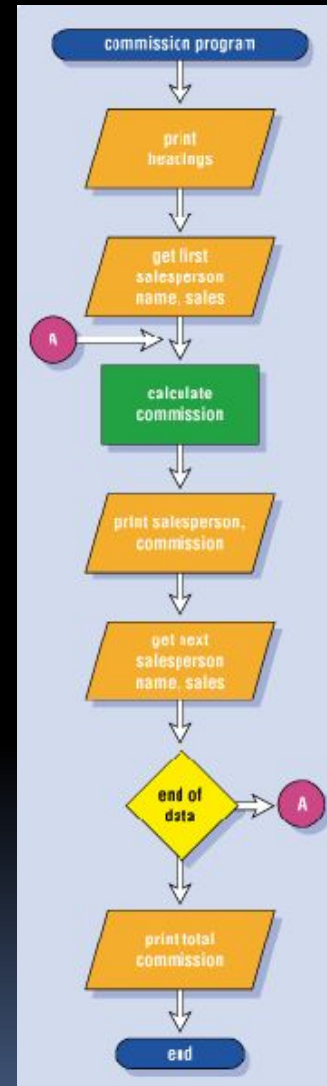 commission program
print
headings
get first
salesperson
name, sales
A
calculate
commission
print salesperson,
commission
get next
salesperson
name, sales
end of
data
A
print total
commission
end